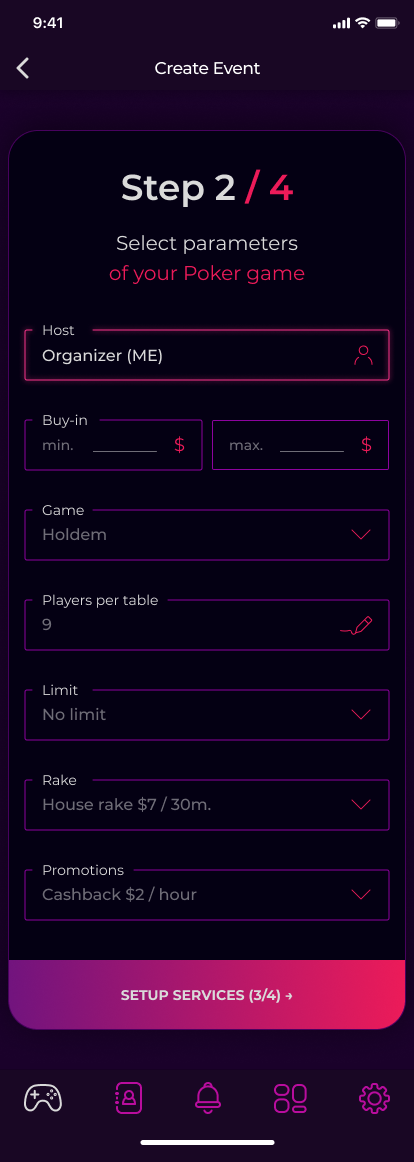 9:41
Create Event
Step 2 / 4
Select parameters
of your Poker game
Host
Organizer (ME)
Buy-in
min. $ max. $
Game
Holdem
Players per table
9
Limit
No limit
Rake
House rake $7 / 30m.
Promotions
Cashback $2 / hour
SETUP SERVICES (3/4) →